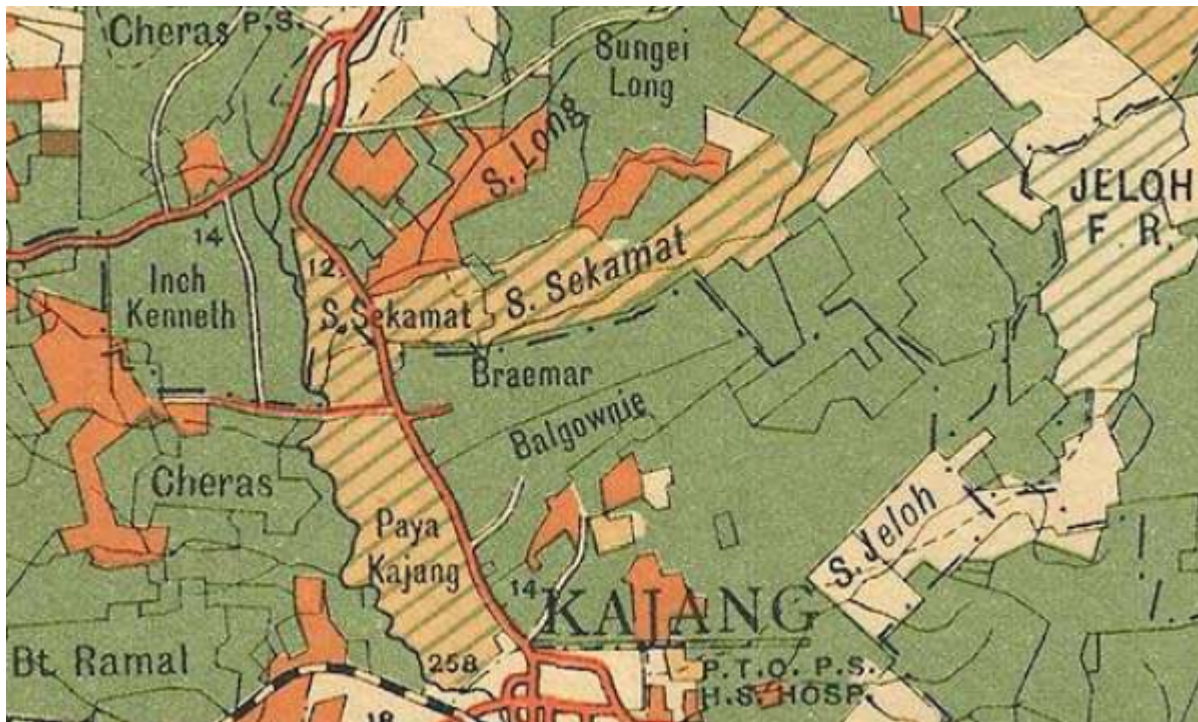 Cheras P.S.
Sungei
Long
S. Long
JELOH
F. R.
14
Inch
Kenneth
12
S. Sekamat
S. Sekamat
Braemar
Balgownie
Cheras
Paya
Kajang
S. Jeloh
14
KAJANG
Bt. Ramal
258
P.T.O. P.S.
H.S. HOSP.
18